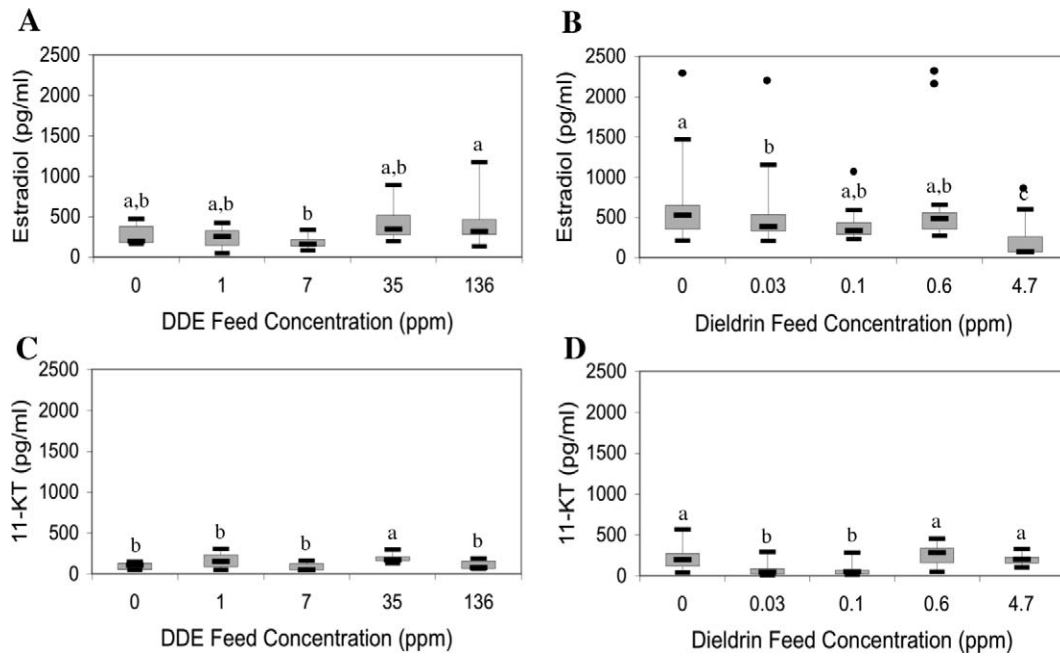 A
Estradiol (pg/ml)
2500
2000
1500
1000
500
0
a,b
a,b
b
a,b
a
0 1 7 35 136
DDE Feed Concentration (ppm)
B
Estradiol (pg/ml)
2500
2000
1500
1000
500
0
a
b
a,b
a,b
c
0 0.03 0.1 0.6 4.7
Dieldrin Feed Concentration (ppm)
C
11-KT (pg/ml)
2500
2000
1500
1000
500
0
b
b
b
a
b
0 1 7 35 136
DDE Feed Concentration (ppm)
D
11-KT (pg/ml)
2500
2000
1500
1000
500
0
a
b
b
a
a
0 0.03 0.1 0.6 4.7
Dieldrin Feed Concentration (ppm)